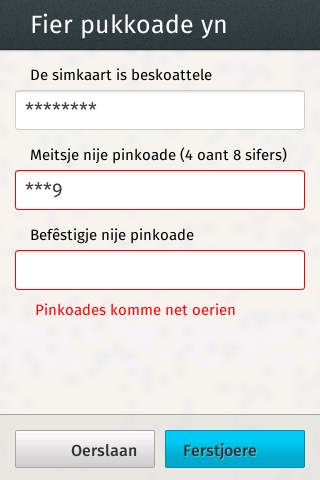 Fier pukkoade yn
De simkaart is beskoattele
********
Meitsje nije pinkoade (4 oant 8 sifers)
***9
Befêstigje nije pinkoade
Pinkoades komme net oerien
Oerslaan
Ferstjoere